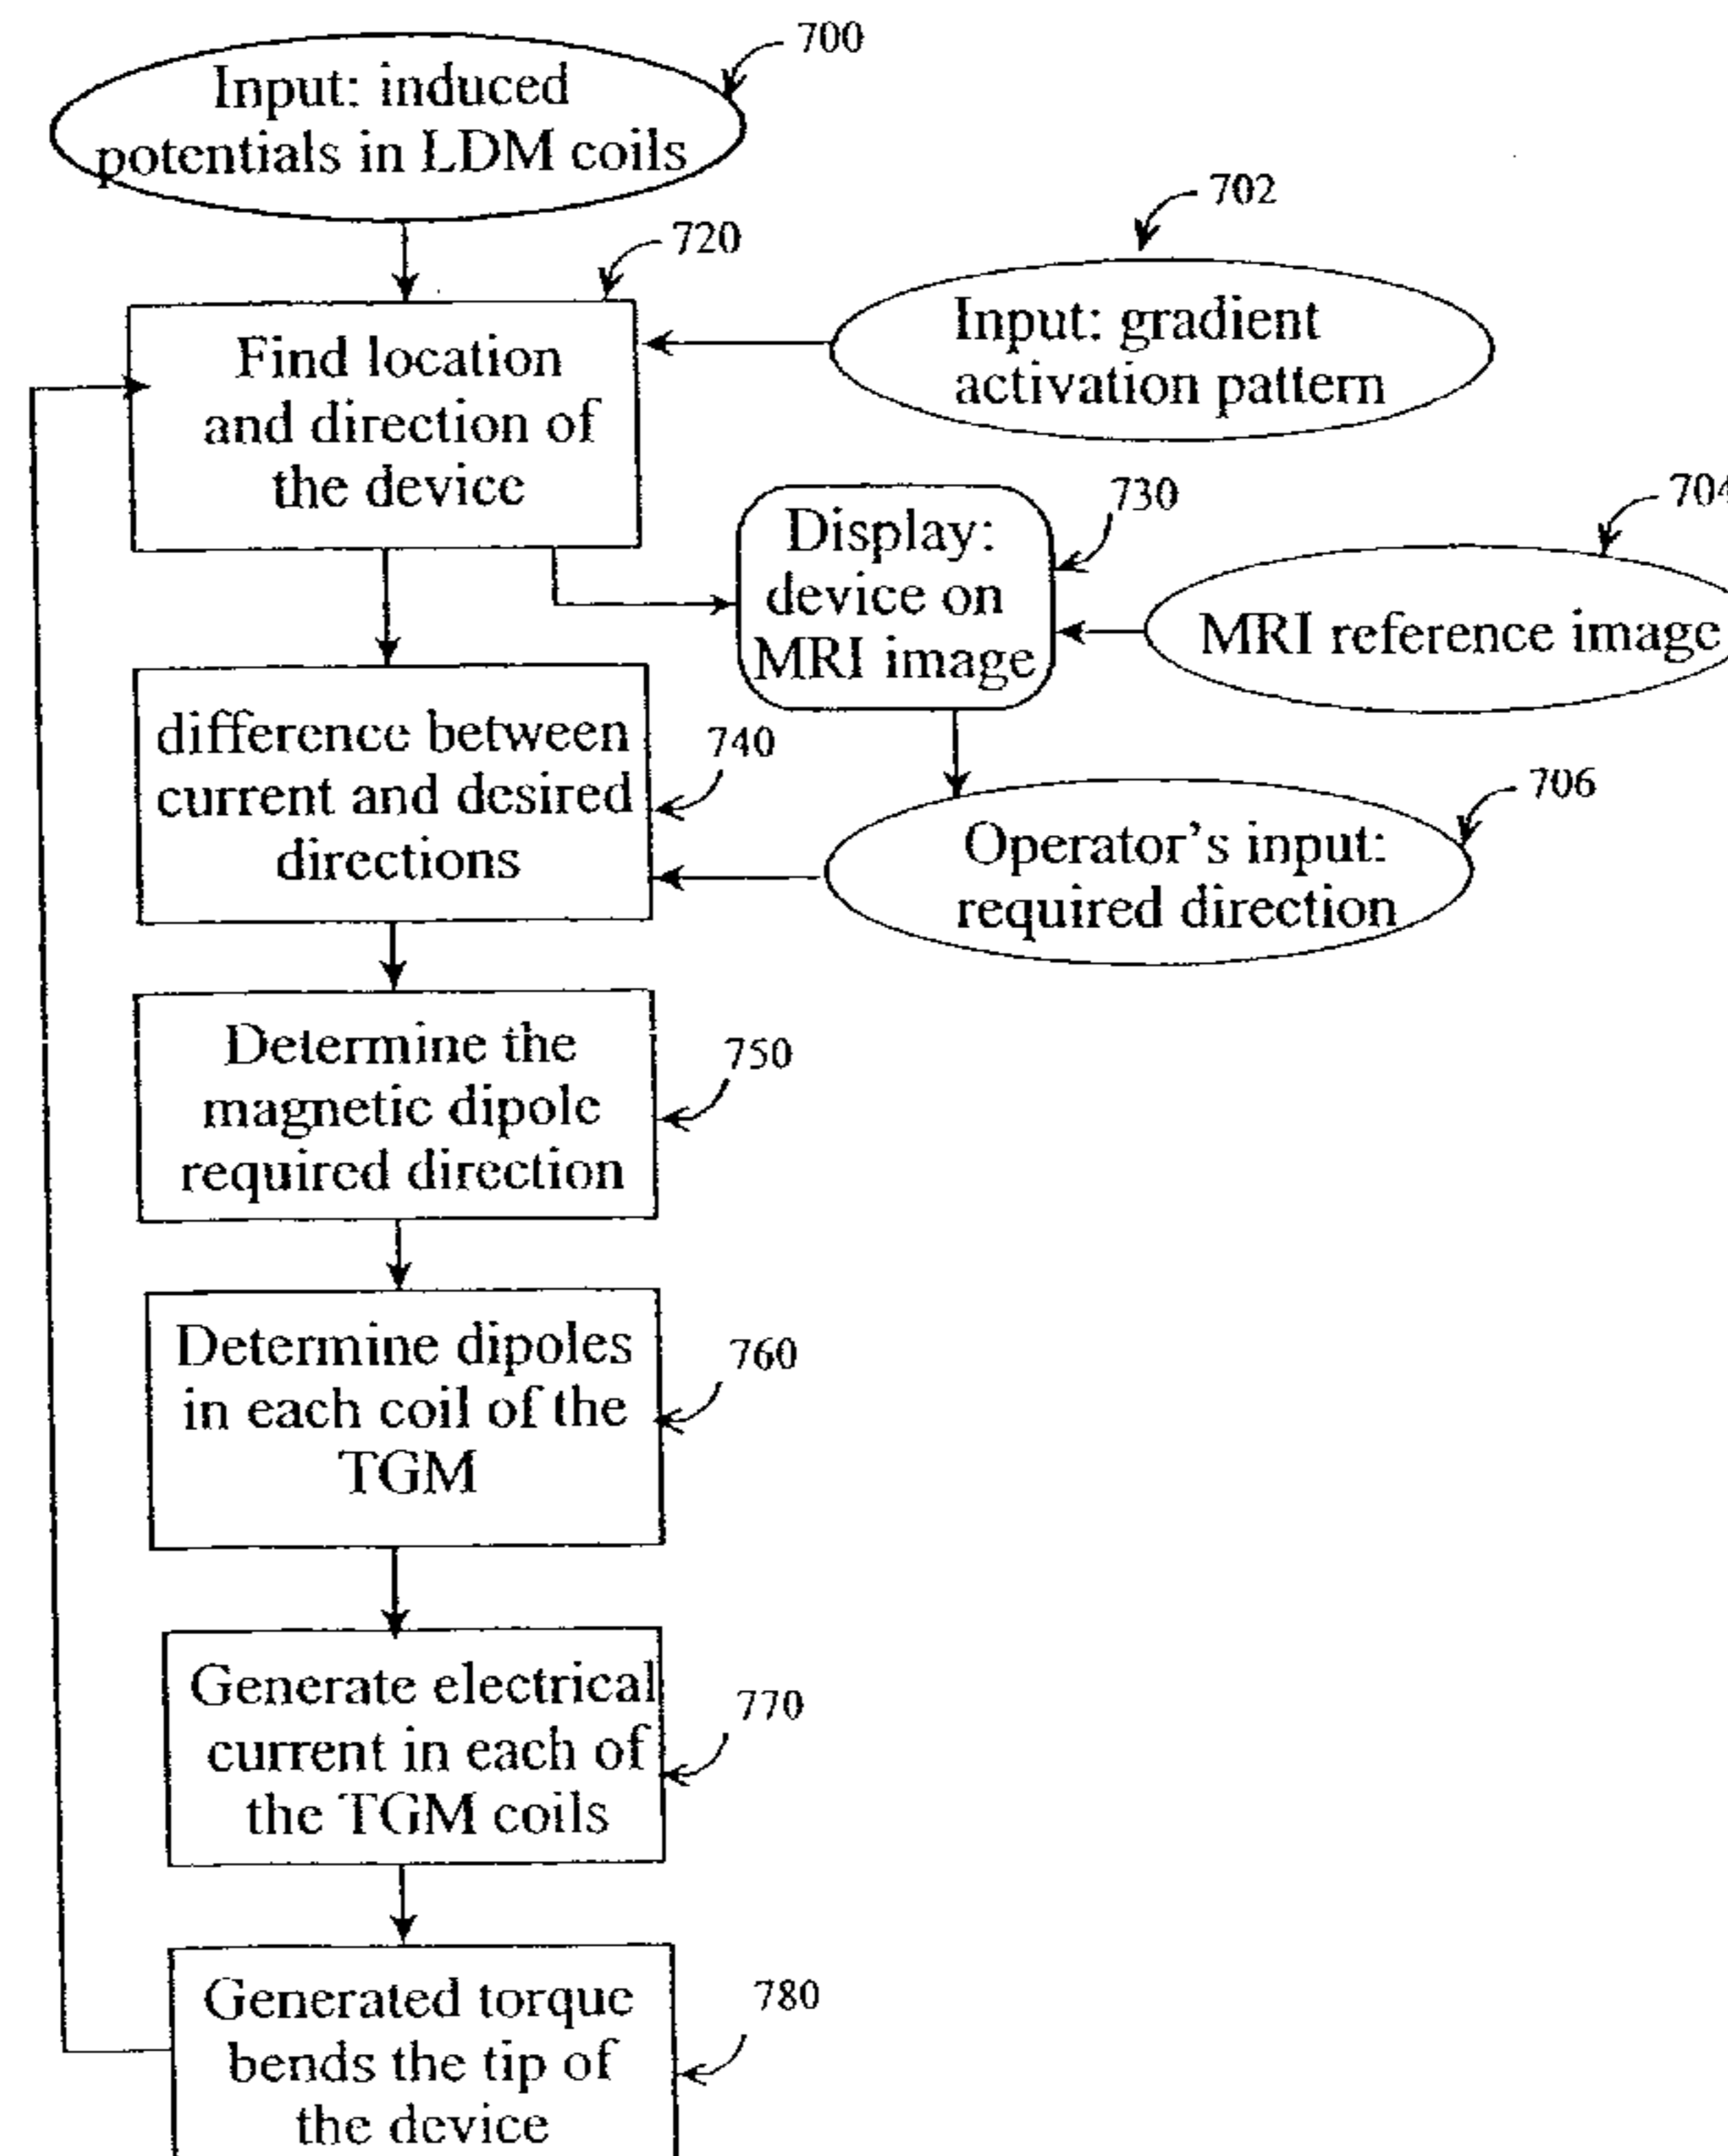 700
Input: induced
potentials in LDM coils
702
720
Input: gradient
activation pattern
Find location
and direction of
the device
730
704
Display:
device on
MRI image
MRI reference image
740
difference between
current and desired
directions
706
Operator's input:
required direction
750
Determine the
magnetic dipole
required direction
760
Determine dipoles
in each coil of the
TGM
770
Generate electrical
current in each of
the TGM coils
780
Generated torque
bends the tip of
the device